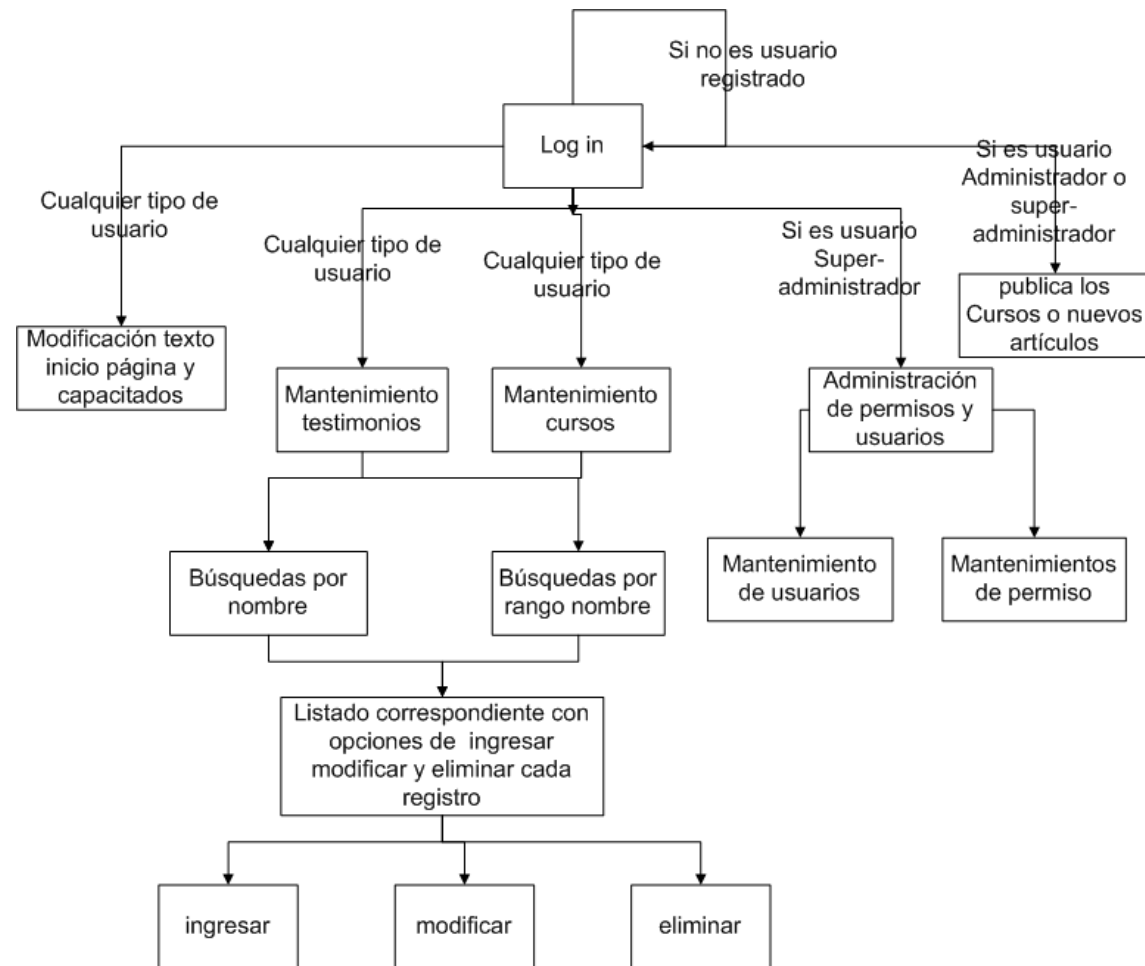 Si no es usuario
registrado
Log in
Si es usuario
Administrador o
super-
administrador
Cualquier tipo de
usuario
Cualquier tipo de
usuario
Cualquier tipo de
usuario
Si es usuario
Super-
administrador
publica los
Cursos o nuevos
artículos
Modificación texto
inicio página y
capacitados
Mantenimiento
testimonios
Mantenimiento
cursos
Administración
de permisos y
usuarios
Búsquedas por
nombre
Búsquedas por
rango nombre
Mantenimiento
de usuarios
Mantenimientos
de permiso
Listado correspondiente con
opciones de ingresar
modificar y eliminar cada
registro
ingresar
modificar
eliminar